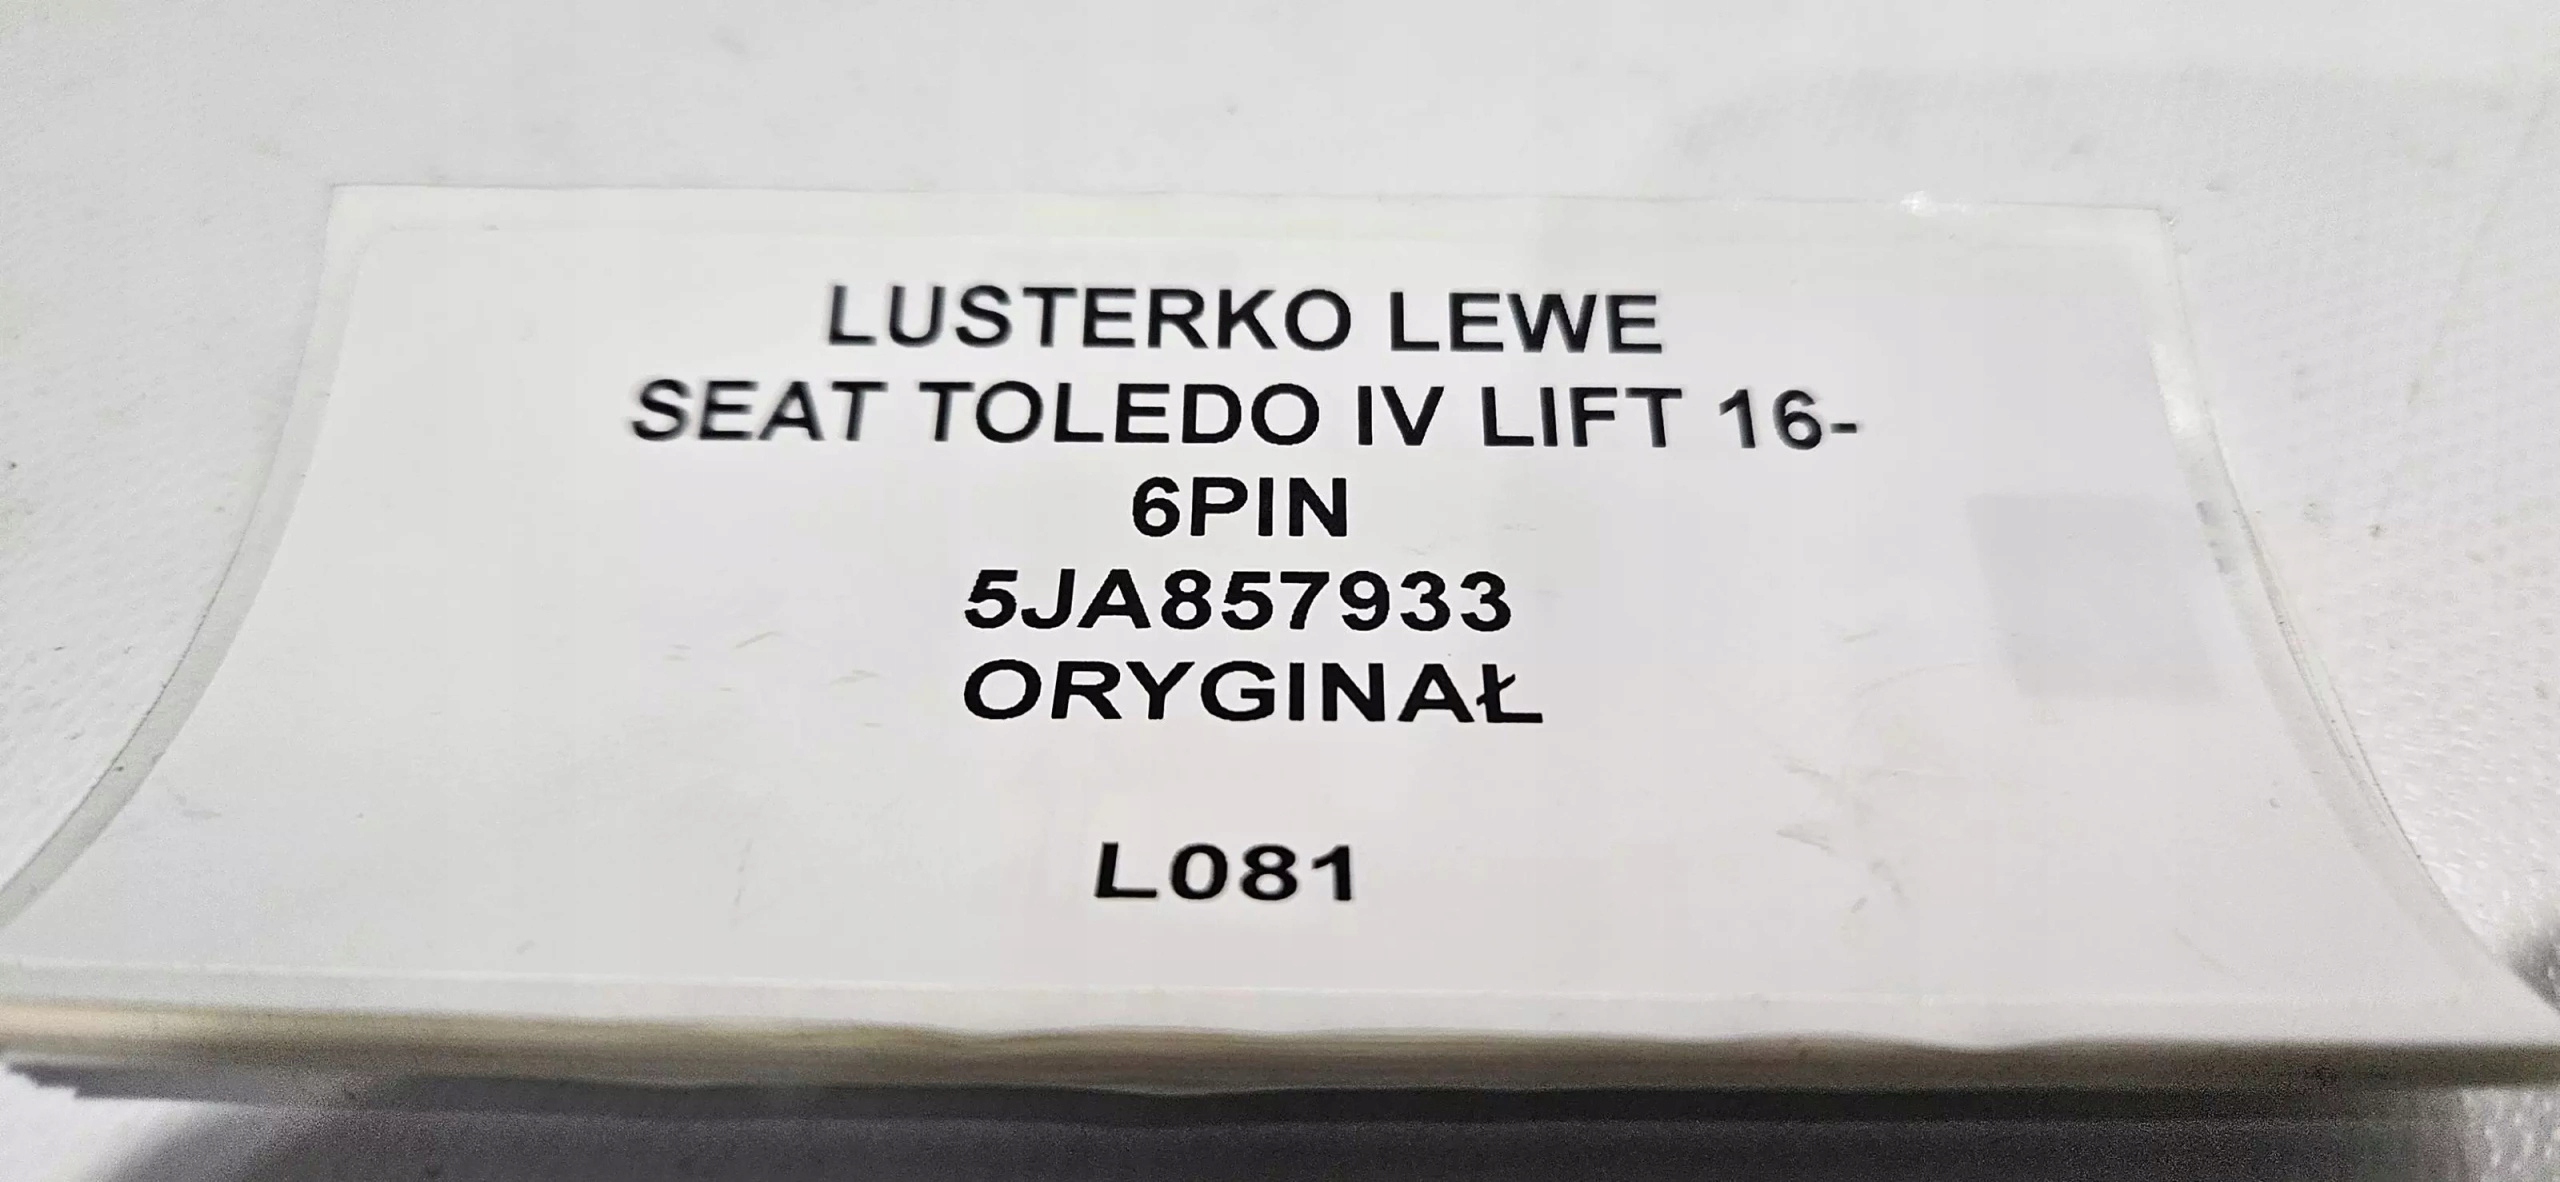 LUSTERKO LEWE
SEAT TOLEDO IV LIFT 16-
6PIN
5JA857933
ORYGINAŁ
L081